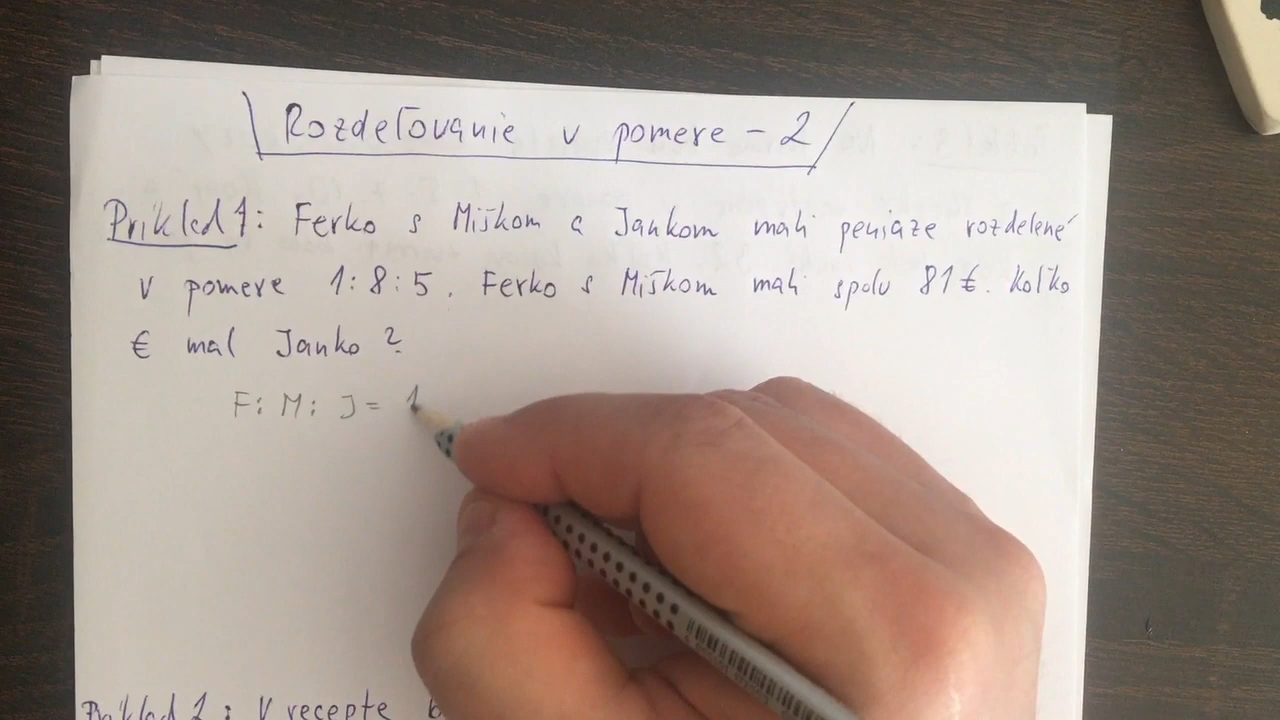 Rozdeľovanie v pomere - 2
Príklad 1: Ferko s Miškom a Jankom mali peniaze rozdelené
v pomere 1:8:5. Ferko s Miškom mali spolu 81€. Koľko
€ mal Janko?
F: M: J = 1
Príklad 2: V recepte